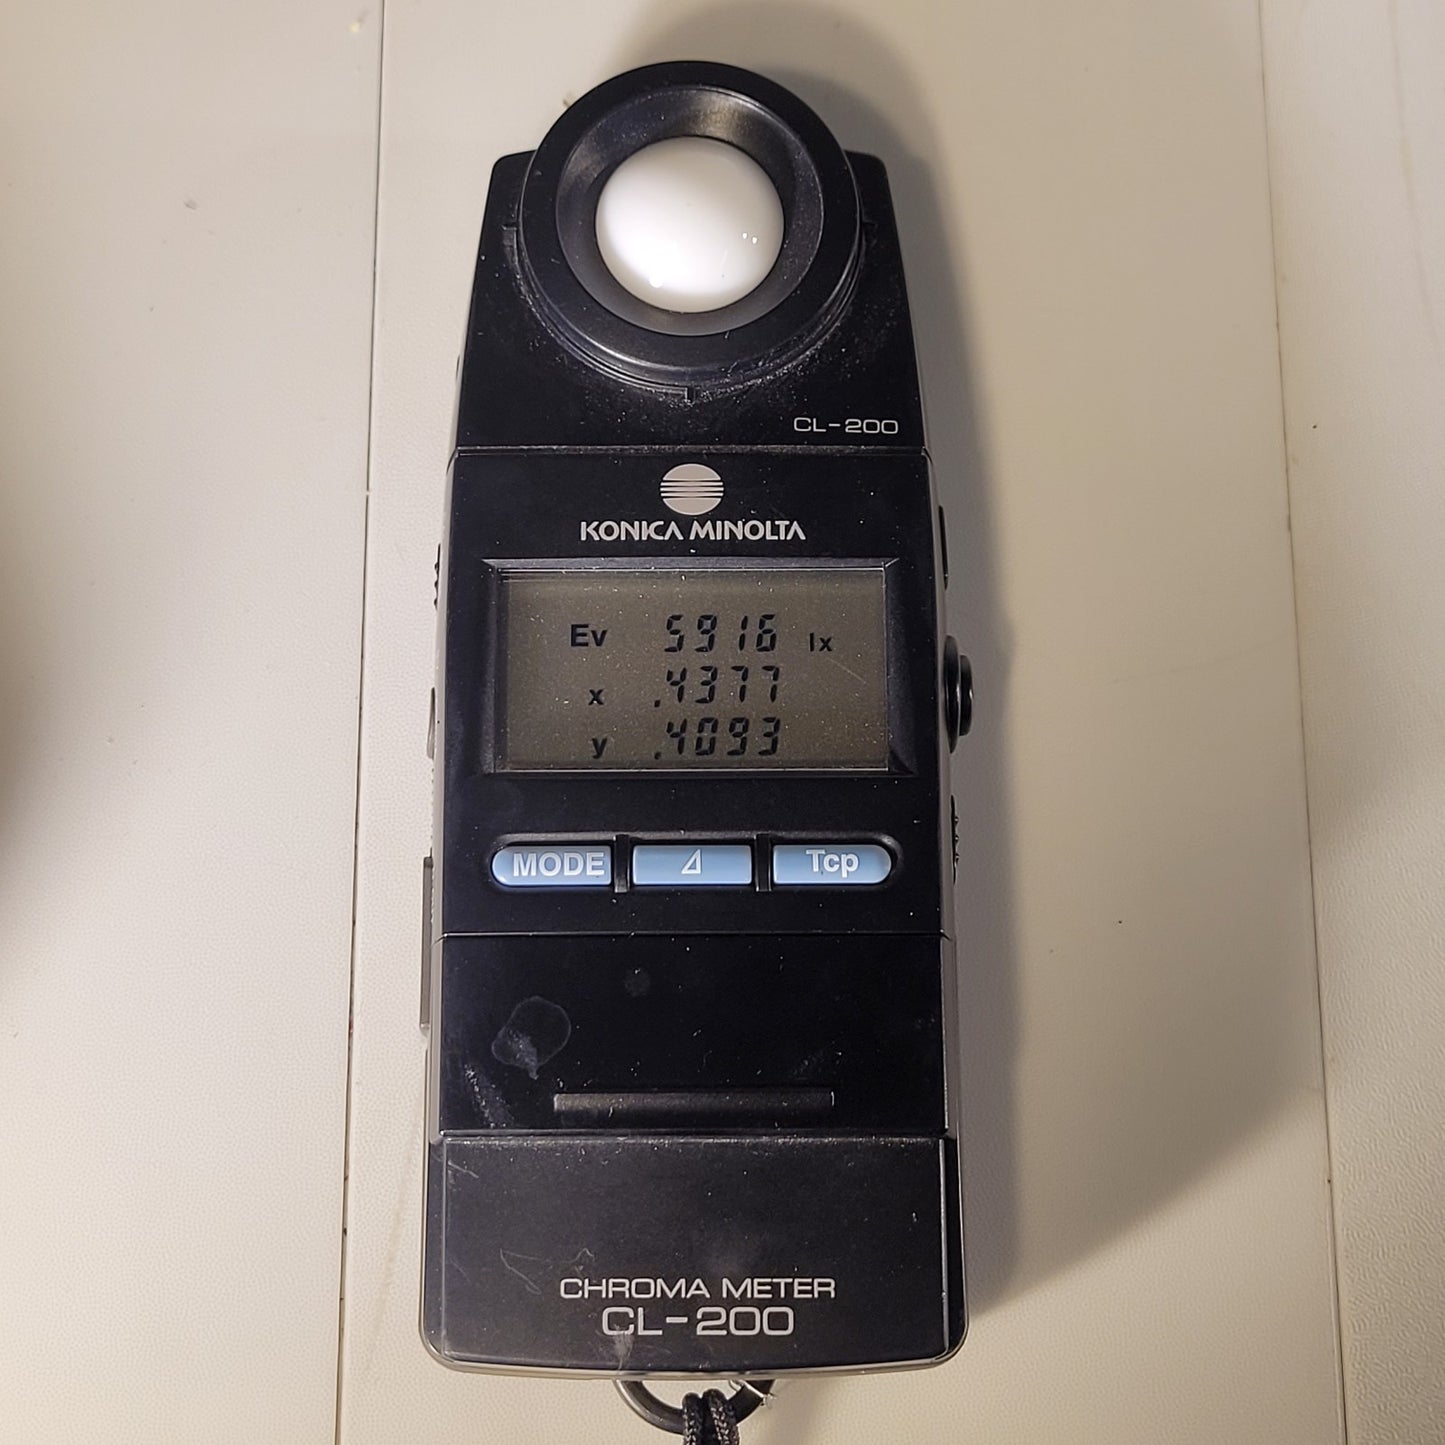 CL-200
KONICA MINOLTA
Ev 5916 lx
x .4377
y .4093
MODE ⊿ Tcp
CHROMA METER
CL-200